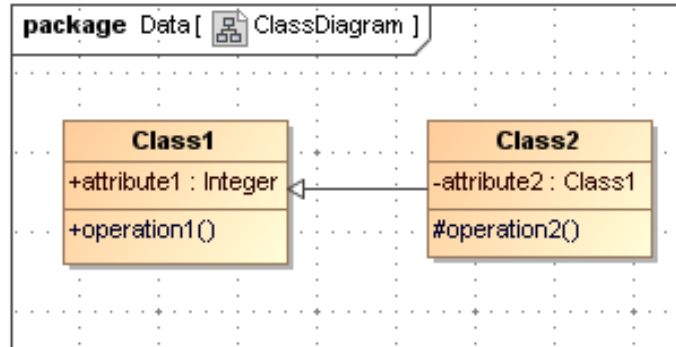 package Data[ ClassDiagram ]
Class1
+attribute1 : Integer
+operation1()
Class2
-attribute2 : Class1
#operation2()